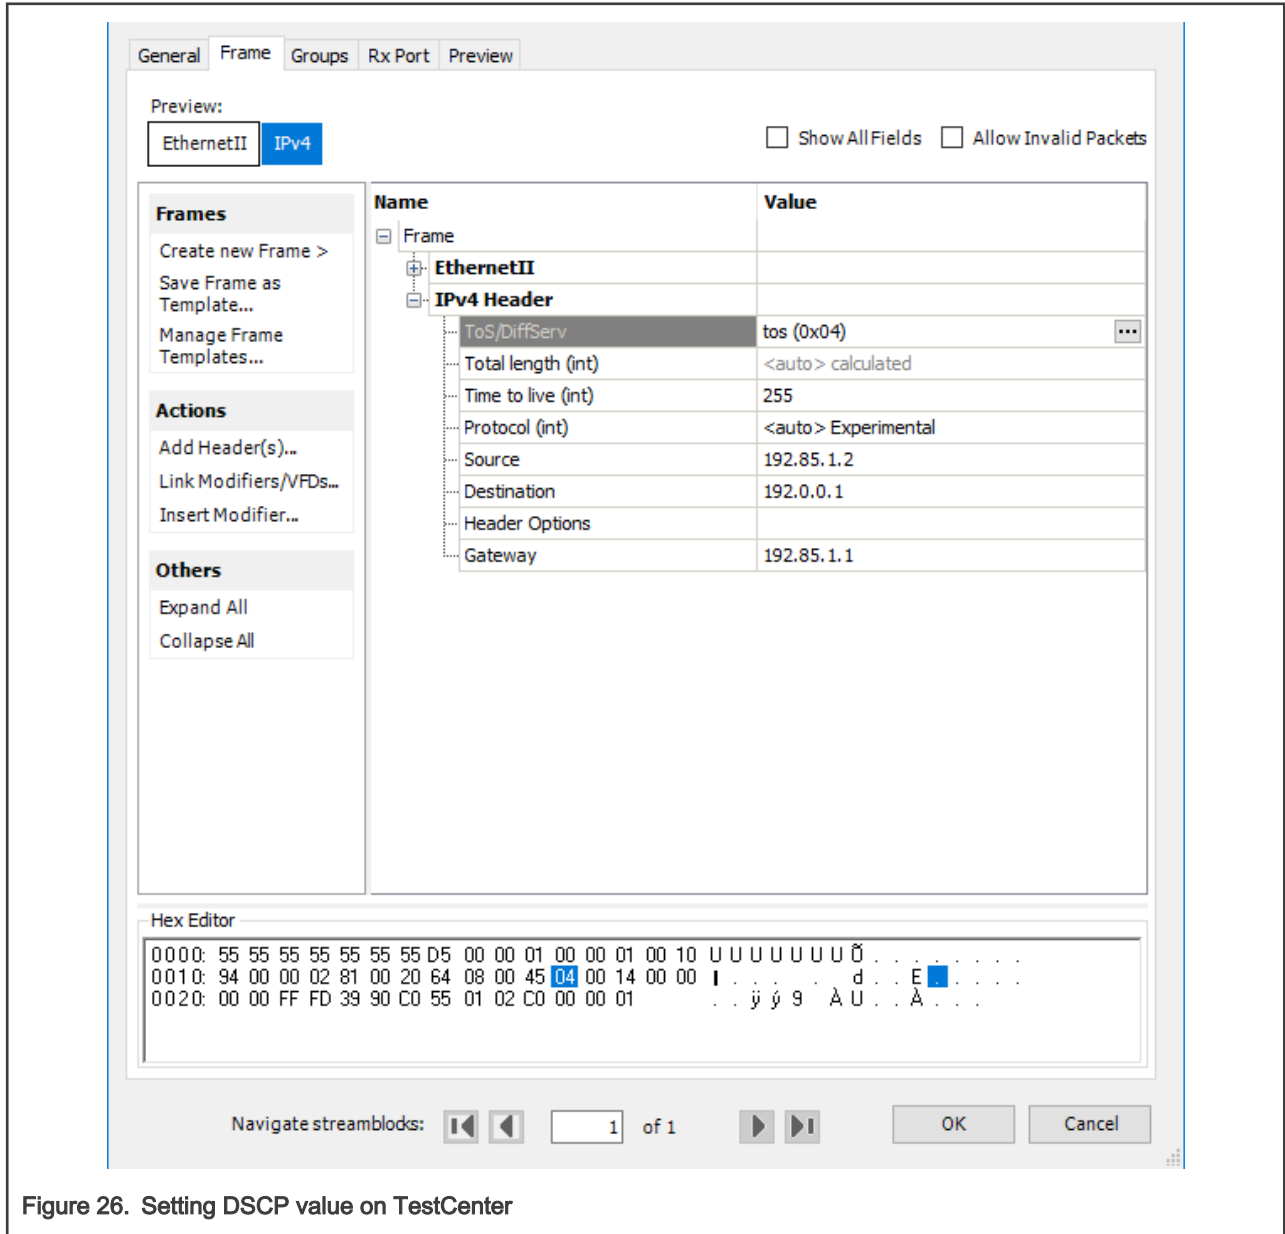 General Frame Groups Rx Port Preview
Preview:
EthernetII IPv4
Show All Fields Allow Invalid Packets
Frames
Create new Frame >
Save Frame as
Template...
Manage Frame
Templates...
Actions
Add Header(s)...
Link Modifiers/VFDs...
Insert Modifier...
Others
Expand All
Collapse All
Name Value
Frame
EthernetII
IPv4 Header
ToS/DiffServ tos (0x04)
Total length (int) <auto> calculated
Time to live (int) 255
Protocol (int) <auto> Experimental
Source 192.85.1.2
Destination 192.0.0.1
Header Options
Gateway 192.85.1.1
Hex Editor
0000: 55 55 55 55 55 55 55 D5 00 00 01 00 00 01 00 10 U U U U U U U Õ . . . . . . . .
0010: 94 00 00 02 81 00 20 64 08 00 45 04 00 14 00 00 . . . . . d . . E . . . . .
0020: 00 00 FF FD 39 90 C0 55 01 02 C0 00 00 01 . . ÿ ý 9 À U . . À . . .
Navigate streamblocks: 1 of 1 OK Cancel
Figure 26. Setting DSCP value on TestCenter